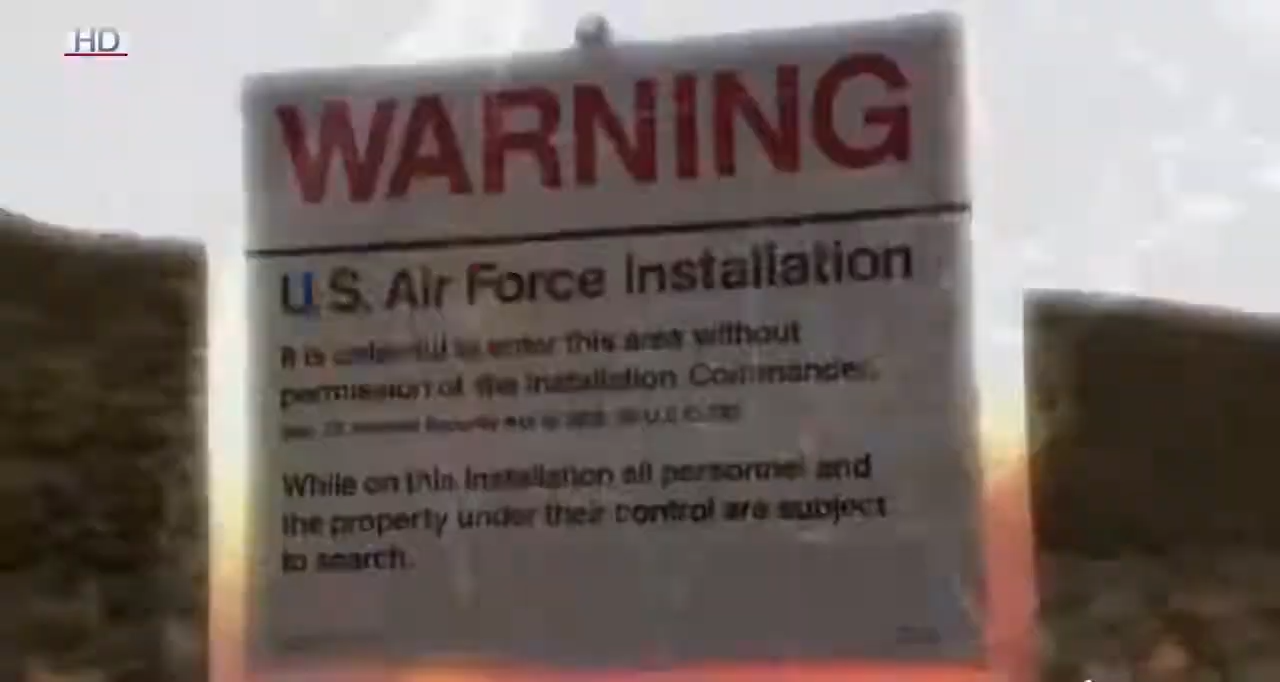 HD
WARNING
U.S. Air Force Installation
It is unlawful to enter this area without
permission of the Installation Commander.
While on this Installation all personnel and
the property under their control are subject
to search.